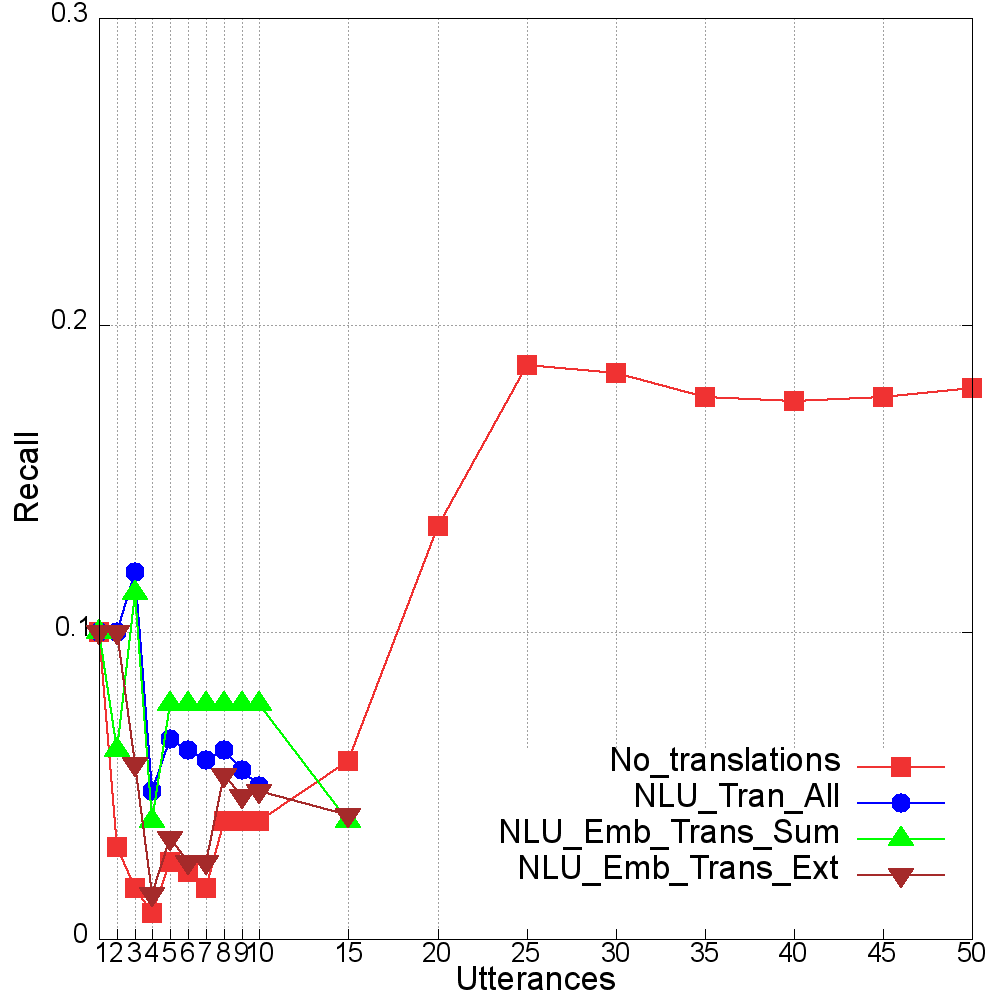 0.3
0.2
0.1
0
Recall
No_translations
NLU_Tran_All
NLU_Emb_Trans_Sum
NLU_Emb_Trans_Ext
1 2 3 4 5 6 7 8 9 10 15 20 25 30 35 40 45 50
Utterances